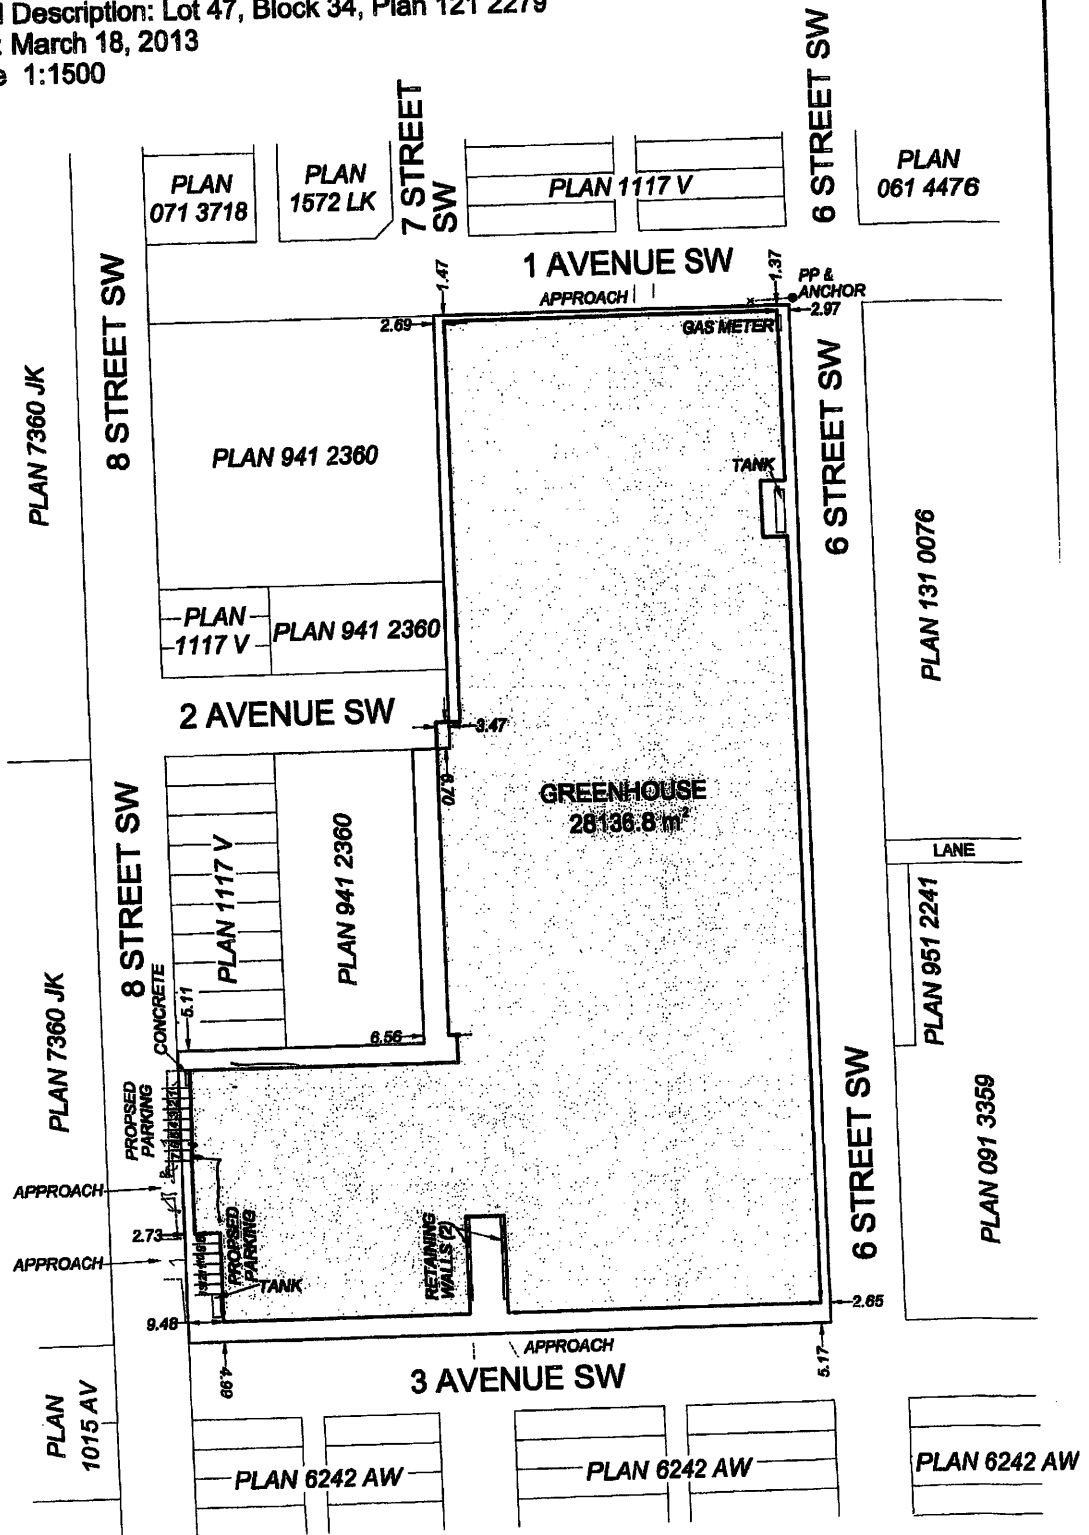 Description: Lot 47, Block 34, Plan 121 2279
: March 18, 2013
e 1:1500
7 STREET
SW
6 STREET SW
PLAN
071 3718
PLAN
1572 LK
PLAN 1117 V
PLAN
061 4476
8 STREET SW
1.47
1 AVENUE SW
1.37
PP &
ANCHOR
APPROACH
2.69
2.97
GAS METER
PLAN 7360 JK
PLAN 941 2360
TANK
6 STREET SW
PLAN 131 0076
PLAN
1117 V
PLAN 941 2360
2 AVENUE SW
3.47
6.70
GREENHOUSE
28136.8 m²
8 STREET SW
PLAN 1117 V
PLAN 941 2360
LANE
PLAN 951 2241
CONCRETE
5.11
6.56
PLAN 7360 JK
PROPSED
PARKING
6 STREET SW
PLAN 091 3359
APPROACH
2.73
APPROACH
PROPSED
PARKING
TANK
RETAINING
WALLS (2)
9.48
2.65
4.99
APPROACH
5.17
3 AVENUE SW
PLAN
1015 AV
PLAN 6242 AW
PLAN 6242 AW
PLAN 6242 AW